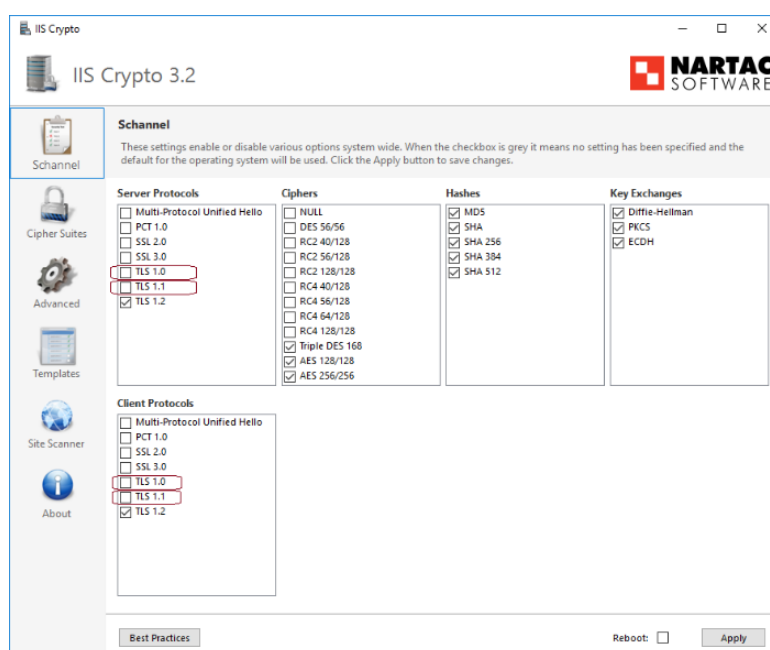 IIS Crypto
IIS Crypto 3.2
NARTAC
SOFTWARE
Schannel
Cipher Suites
Advanced
Templates
Site Scanner
About
Schannel
These settings enable or disable various options system wide. When the checkbox is grey it means no setting has been specified and the
default for the operating system will be used. Click the Apply button to save changes.
Server Protocols
Multi-Protocol Unified Hello
PCT 1.0
SSL 2.0
SSL 3.0
TLS 1.0
TLS 1.1
TLS 1.2
Ciphers
NULL
DES 56/56
RC2 40/128
RC2 56/128
RC2 128/128
RC4 40/128
RC4 56/128
RC4 64/128
RC4 128/128
Triple DES 168
AES 128/128
AES 256/256
Hashes
MD5
SHA
SHA 256
SHA 384
SHA 512
Key Exchanges
Diffie-Hellman
PKCS
ECDH
Client Protocols
Multi-Protocol Unified Hello
PCT 1.0
SSL 2.0
SSL 3.0
TLS 1.0
TLS 1.1
TLS 1.2
Best Practices
Reboot:
Apply